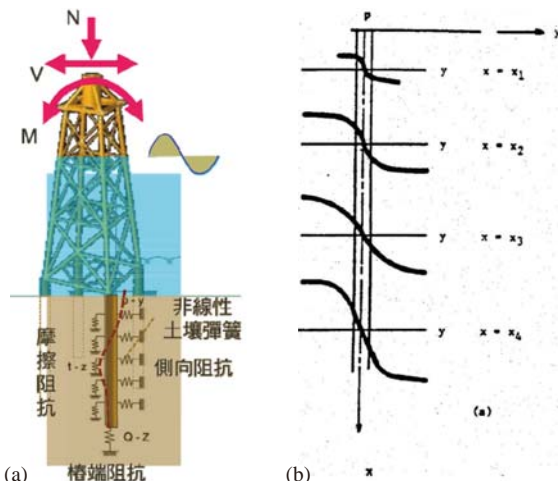 N
V
M
p - y
非線性
土壤彈簧
側向阻抗
摩擦阻抗
t - z
Q - Z
樁端阻抗
(a)
P
y
y x = x1
y x = x2
y x = x3
y x = x4
(a)
x
(b)